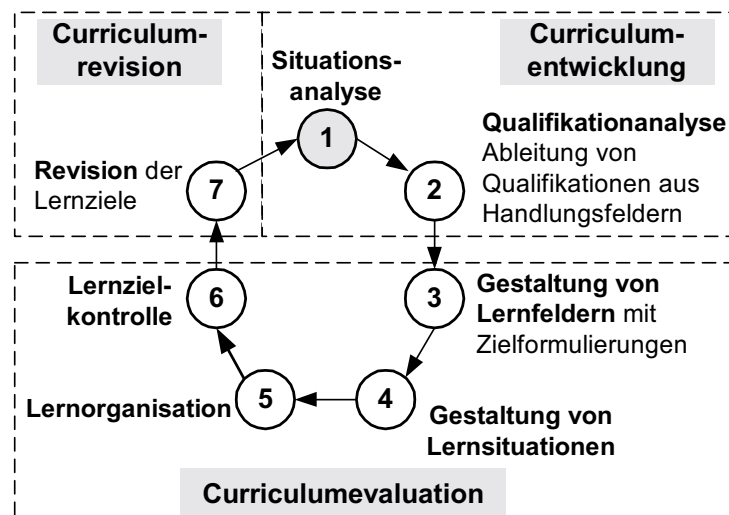 Curriculum-
revision
Curriculum-
entwicklung
Situations-
analyse
1
Qualifikationanalyse
Ableitung von
Qualifikationen aus
Handlungsfeldern
2
Revision der
Lernziele
7
Lernziel-
kontrolle
6
3
Gestaltung von
Lernfeldern mit
Zielformulierungen
Lernorganisation
5
4
Gestaltung von
Lernsituationen
Curriculumevaluation